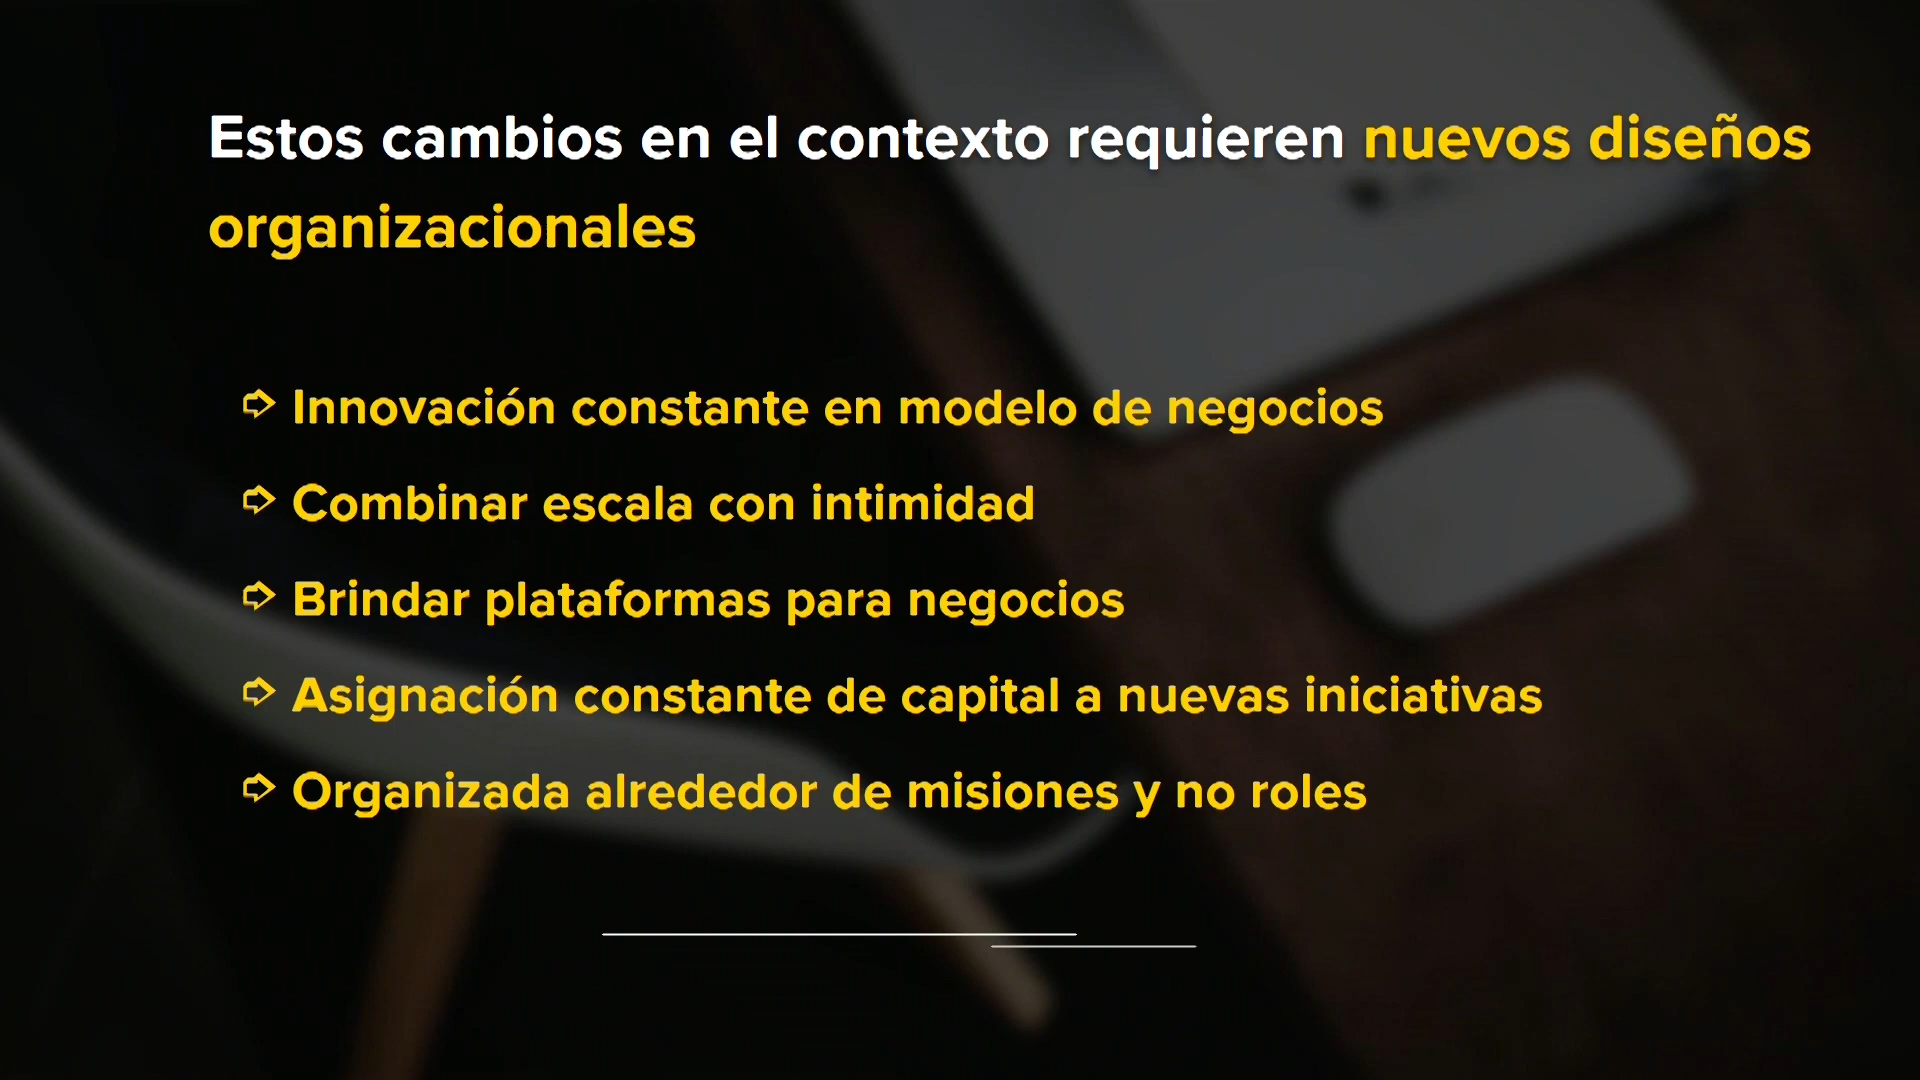 Estos cambios en el contexto requieren nuevos diseños
organizacionales
➪ Innovación constante en modelo de negocios
➪ Combinar escala con intimidad
➪ Brindar plataformas para negocios
➪ Asignación constante de capital a nuevas iniciativas
➪ Organizada alrededor de misiones y no roles